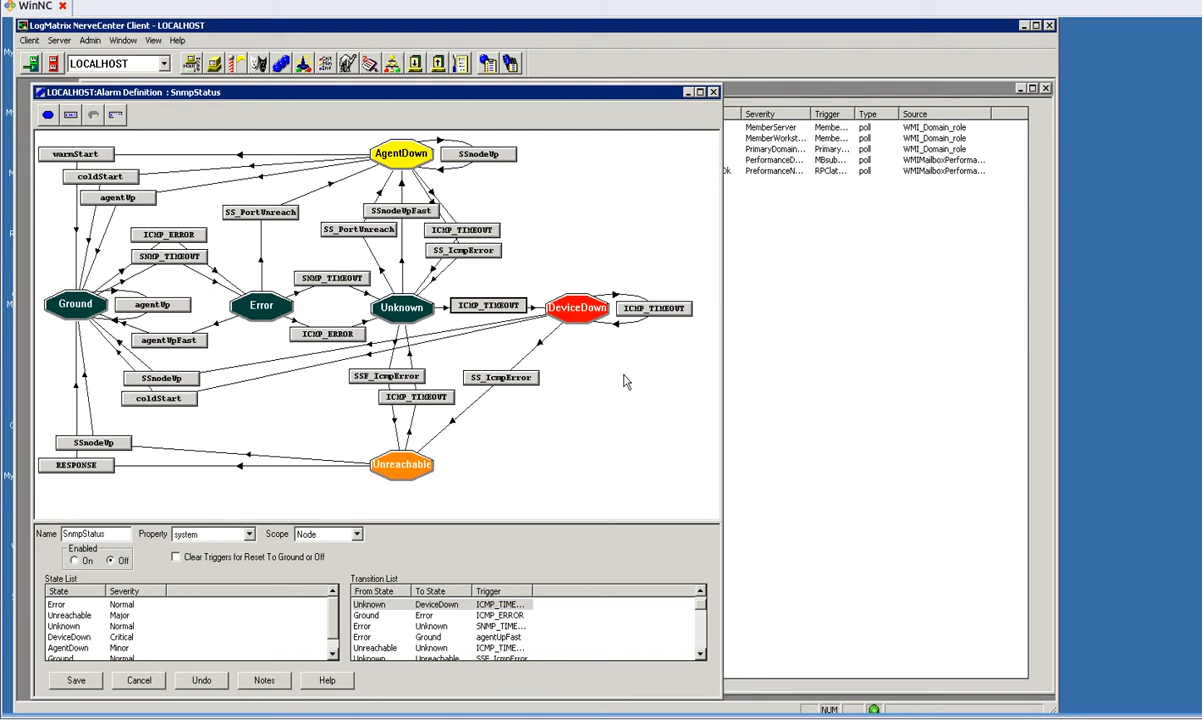 WinNC
LogMatrix NerveCenter Client - LOCALHOST
Client Server Admin Window View Help
LOCALHOST
LOCALHOST:Alarm Definition : SnmpStatus
Severity Trigger Type Source
MemberServer Membe... poll WMI_Domain_role
MemberWorkst... Membe... poll WMI_Domain_role
PrimaryDomain... Primary... poll WMI_Domain_role
PerformanceD... MBsub... poll WMIMailboxPerforma...
PreformanceN... RPClat... poll WMIMailboxPerforma...
warmStart
AgentDown
SSnodeUp
coldStart
agentUp
SS_PortUnreach
SSnodeUpFast
SS_PortUnreach
ICMP_TIMEOUT
ICMP_ERROR
SS_IcmpError
SNMP_TIMEOUT
SNMP_TIMEOUT
Ground
agentUp
Error
Unknown
ICMP_TIMEOUT
DeviceDown
ICMP_TIMEOUT
agentUpFast
ICMP_ERROR
SSnodeUp
SSF_IcmpError
SS_IcmpError
coldStart
ICMP_TIMEOUT
SSnodeUp
RESPONSE
Unreachable
Name SnmpStatus Property system Scope Node
Enabled
On Off
Clear Triggers for Reset To Ground or Off
State List
State Severity
Error Normal
Unreachable Major
Unknown Normal
DeviceDown Critical
AgentDown Minor
Ground Normal
Transition List
From State To State Trigger
Unknown DeviceDown ICMP_TIME...
Ground Error ICMP_ERROR
Error Unknown SNMP_TIME...
Error Ground agentUpFast
Unreachable Unknown ICMP_TIME...
Unknown Unreachable SSF_IcmpError
Save Cancel Undo Notes Help
NUM